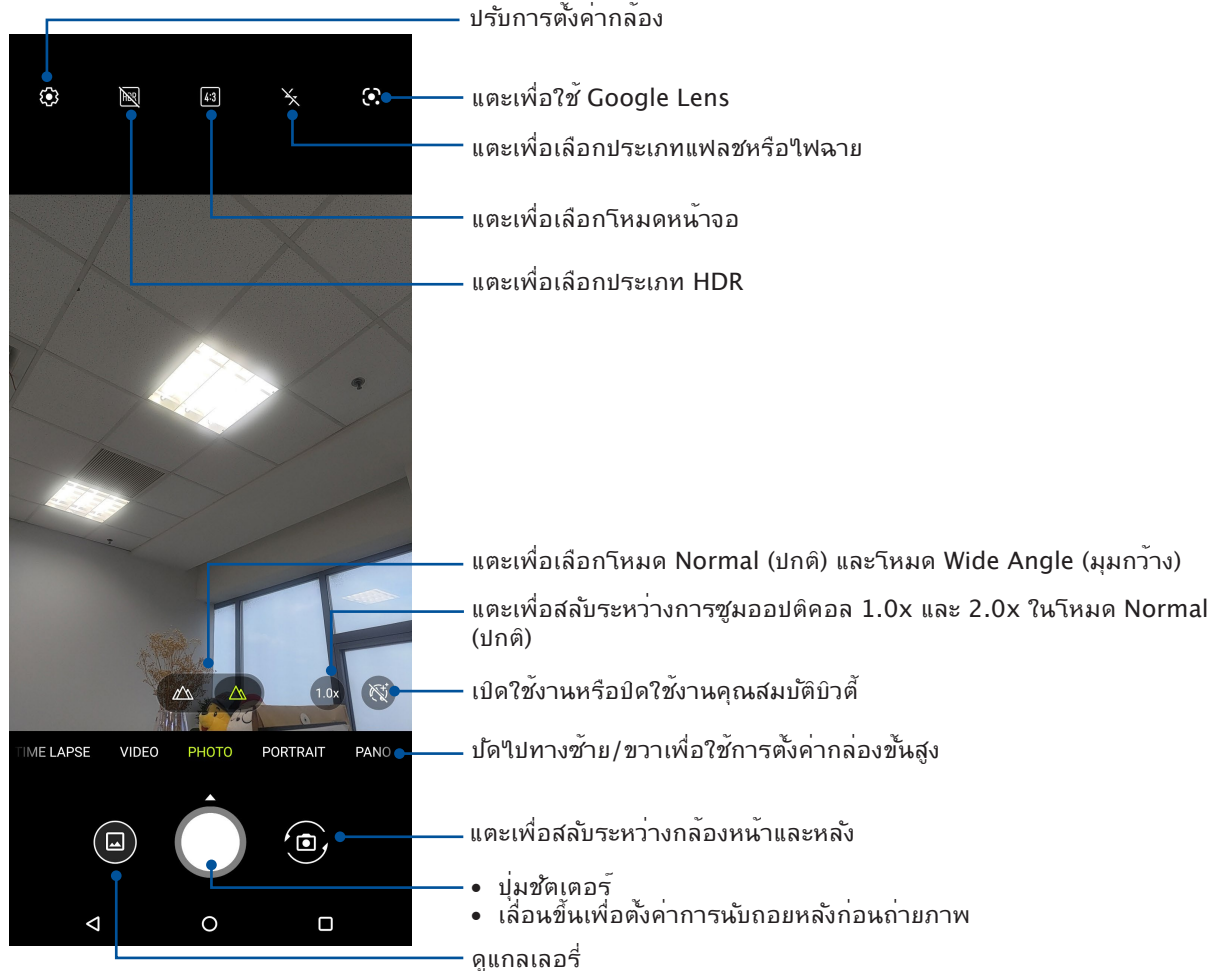 ปรับการตั้งค่ากล้อง
HDR
4:3
แตะเพื่อใช้ Google Lens
แตะเพื่อเลือกประเภทแฟลชหรือไฟฉาย
แตะเพื่อเลือกโหมดหน้าจอ
แตะเพื่อเลือกประเภท HDR
แตะเพื่อเลือกโหมด Normal (ปกติ) และโหมด Wide Angle (มุมกว้าง)
แตะเพื่อสลับระหว่างการซูมออปติคอล 1.0x และ 2.0x ในโหมด Normal
(ปกติ)
1.0x
เปิดใช้งานหรือปิดใช้งานคุณสมบัติบิวตี้
TIME LAPSE VIDEO PHOTO PORTRAIT PANO
ปัดไปทางซ้าย/ขวาเพื่อใช้การตั้งค่ากล่องขั้นสูง
แตะเพื่อสลับระหว่างกล้องหน้าและหลัง
• ปุ่มชัตเตอร์
• เลื่อนขึ้นเพื่อตั้งค่าการนับถอยหลังก่อนถ่ายภาพ
ดูแกลเลอรี่